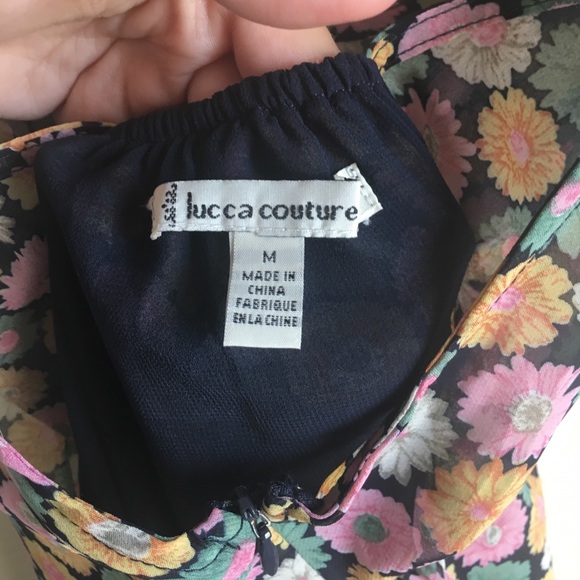 lucca couture
M
MADE IN
CHINA
FABRIQUE
EN LA CHINE